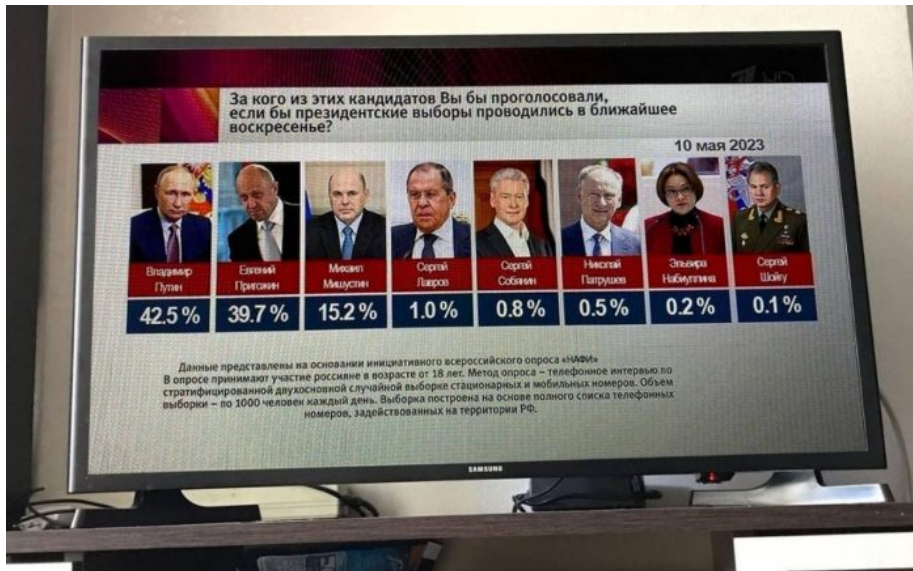 За кого из этих кандидатов Вы бы проголосовали,
если бы президентские выборы проводились в ближайшее
воскресенье?
10 мая 2023
Владимир
Путин
42.5 %
Евгений
Пригожин
39.7 %
Михаил
Мишустин
15.2 %
Сергей
Лавров
1.0 %
Сергей
Собянин
0.8 %
Николай
Патрушев
0.5 %
Эльвира
Набиуллина
0.2 %
Сергей
Шойгу
0.1 %
Данные представлены на основании инициативного всероссийского опроса «НАФИ»
В опросе принимают участие россияне в возрасте от 18 лет. Метод опроса – телефонное интервью по
стратифицированной двухосновной случайной выборке стационарных и мобильных номеров. Объем
выборки – по 1000 человек каждый день. Выборка построена на основе полного списка телефонных
номеров, задействованных на территории РФ.
SAMSUNG